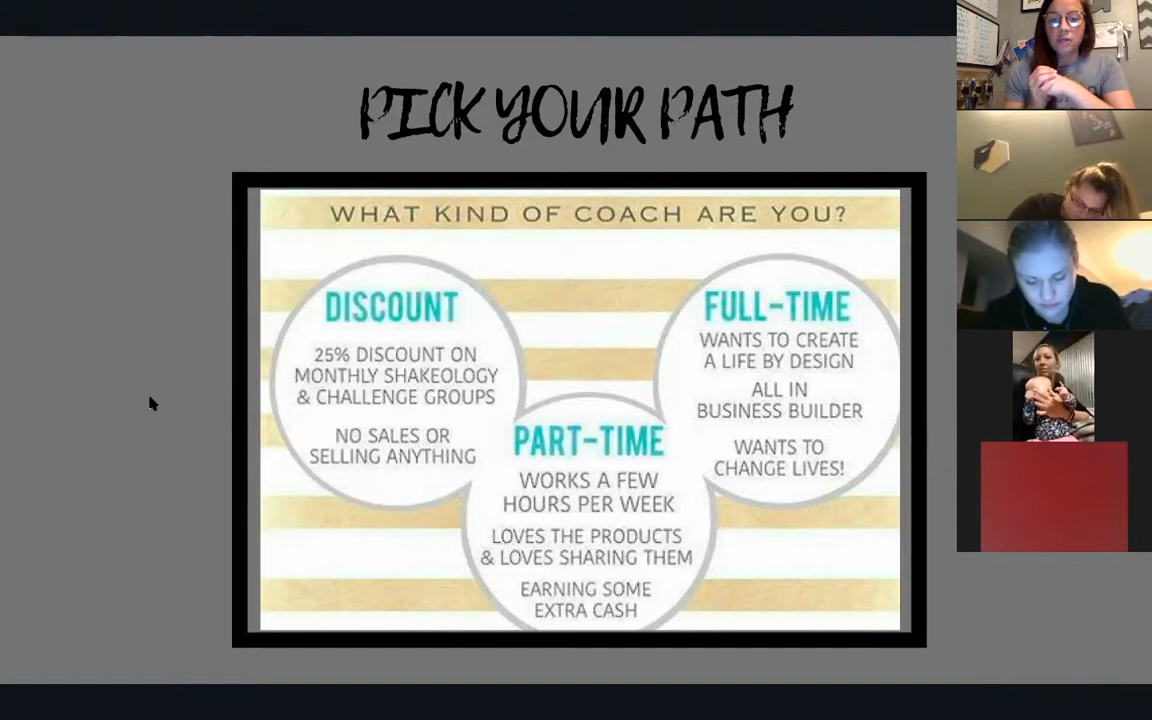 PICK YOUR PATH
WHAT KIND OF COACH ARE YOU?
DISCOUNT
25% DISCOUNT ON
MONTHLY SHAKEOLOGY
& CHALLENGE GROUPS
NO SALES OR
SELLING ANYTHING
PART-TIME
WORKS A FEW
HOURS PER WEEK
LOVES THE PRODUCTS
& LOVES SHARING THEM
EARNING SOME
EXTRA CASH
FULL-TIME
WANTS TO CREATE
A LIFE BY DESIGN
ALL IN
BUSINESS BUILDER
WANTS TO
CHANGE LIVES!